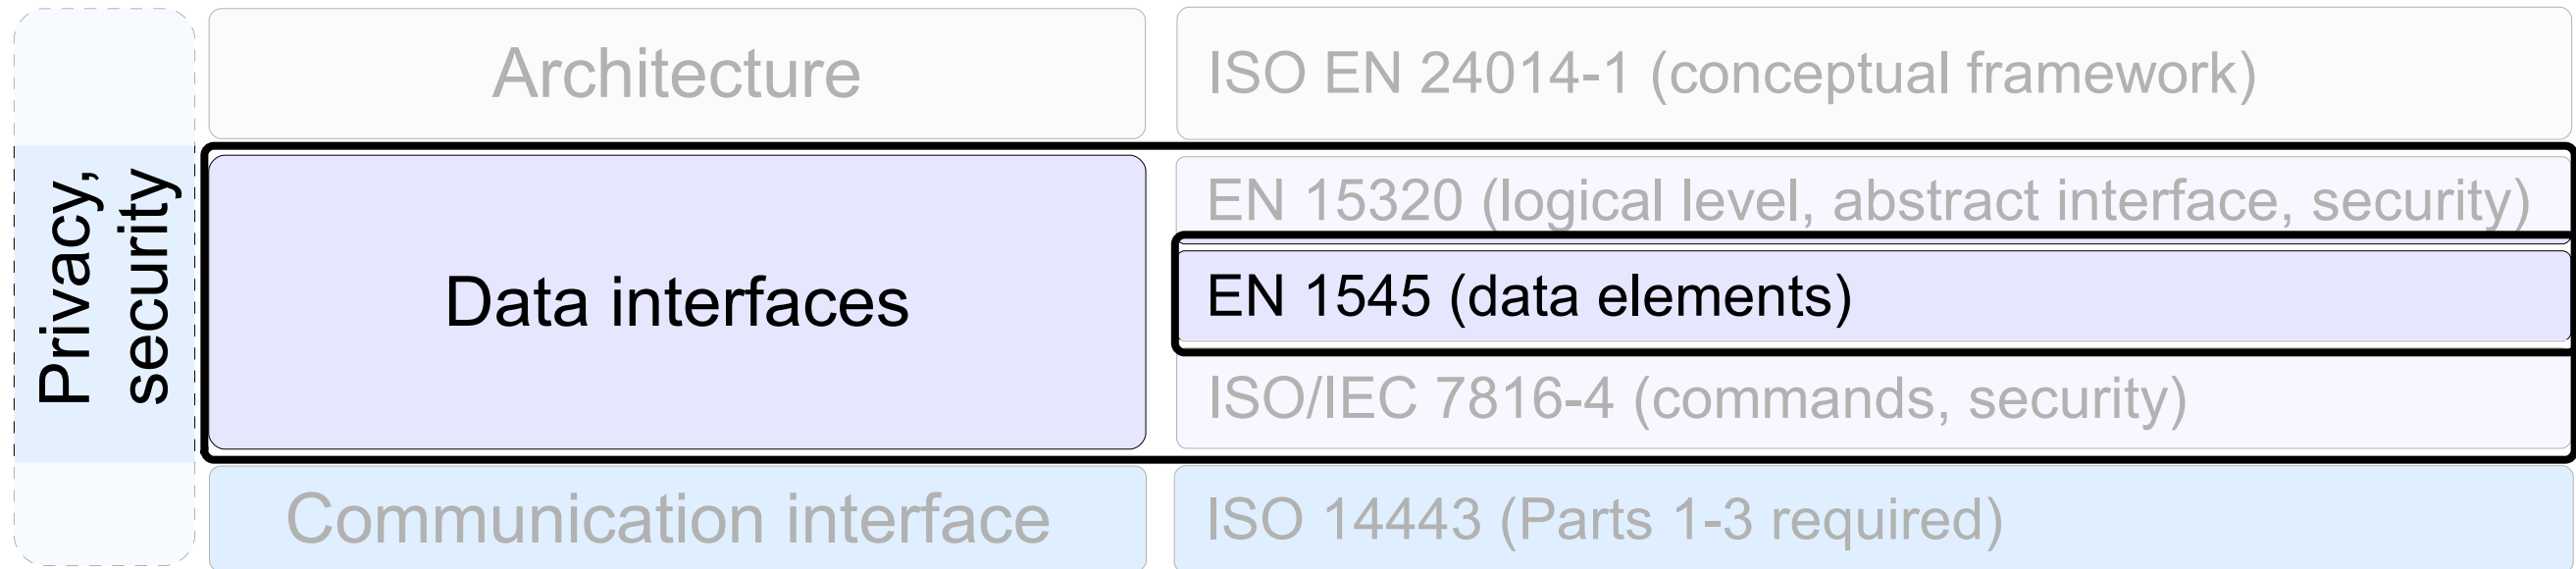 Privacy,
security
Architecture
ISO EN 24014-1 (conceptual framework)
Data interfaces
EN 15320 (logical level, abstract interface, security)
EN 1545 (data elements)
ISO/IEC 7816-4 (commands, security)
Communication interface
ISO 14443 (Parts 1-3 required)